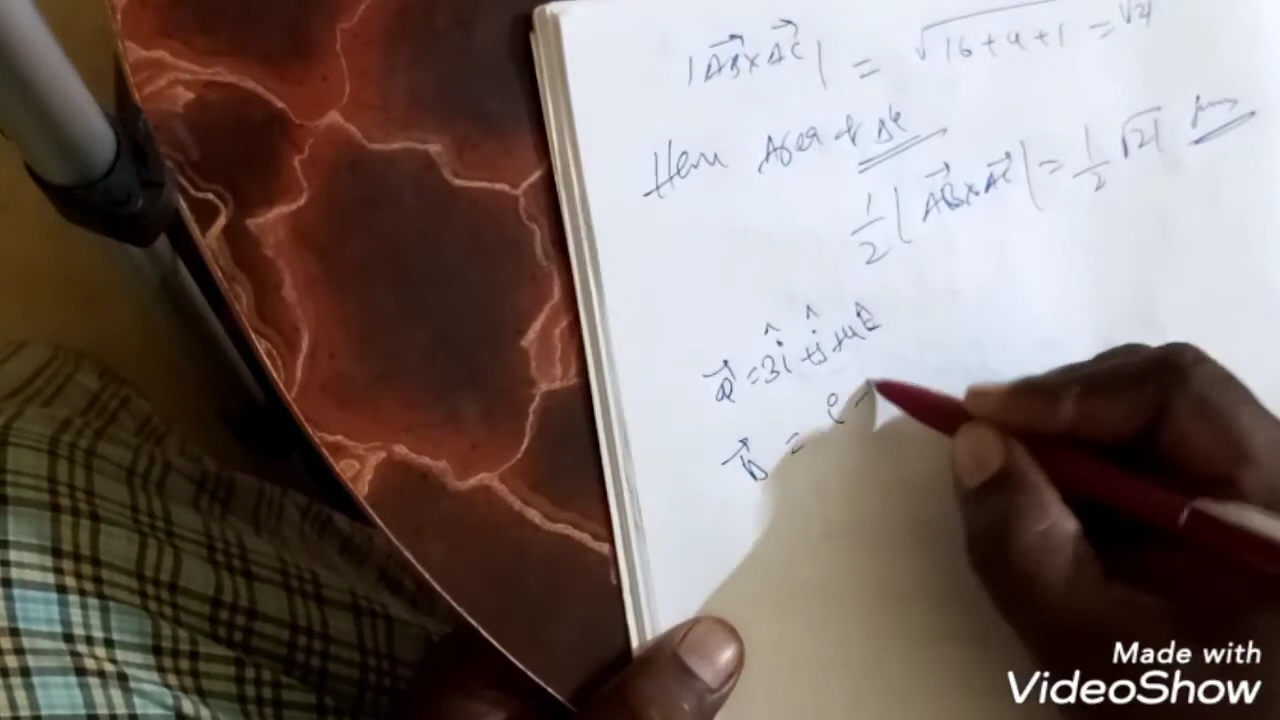 |AB⃗×AC⃗| = √16+4+1 = √21
Hence Area of Δle
1/2 |AB⃗×AC⃗| = 1/2 √21
a⃗ = 3î + ĵ + 4k̂
b⃗ = i -
Made with
VideoShow